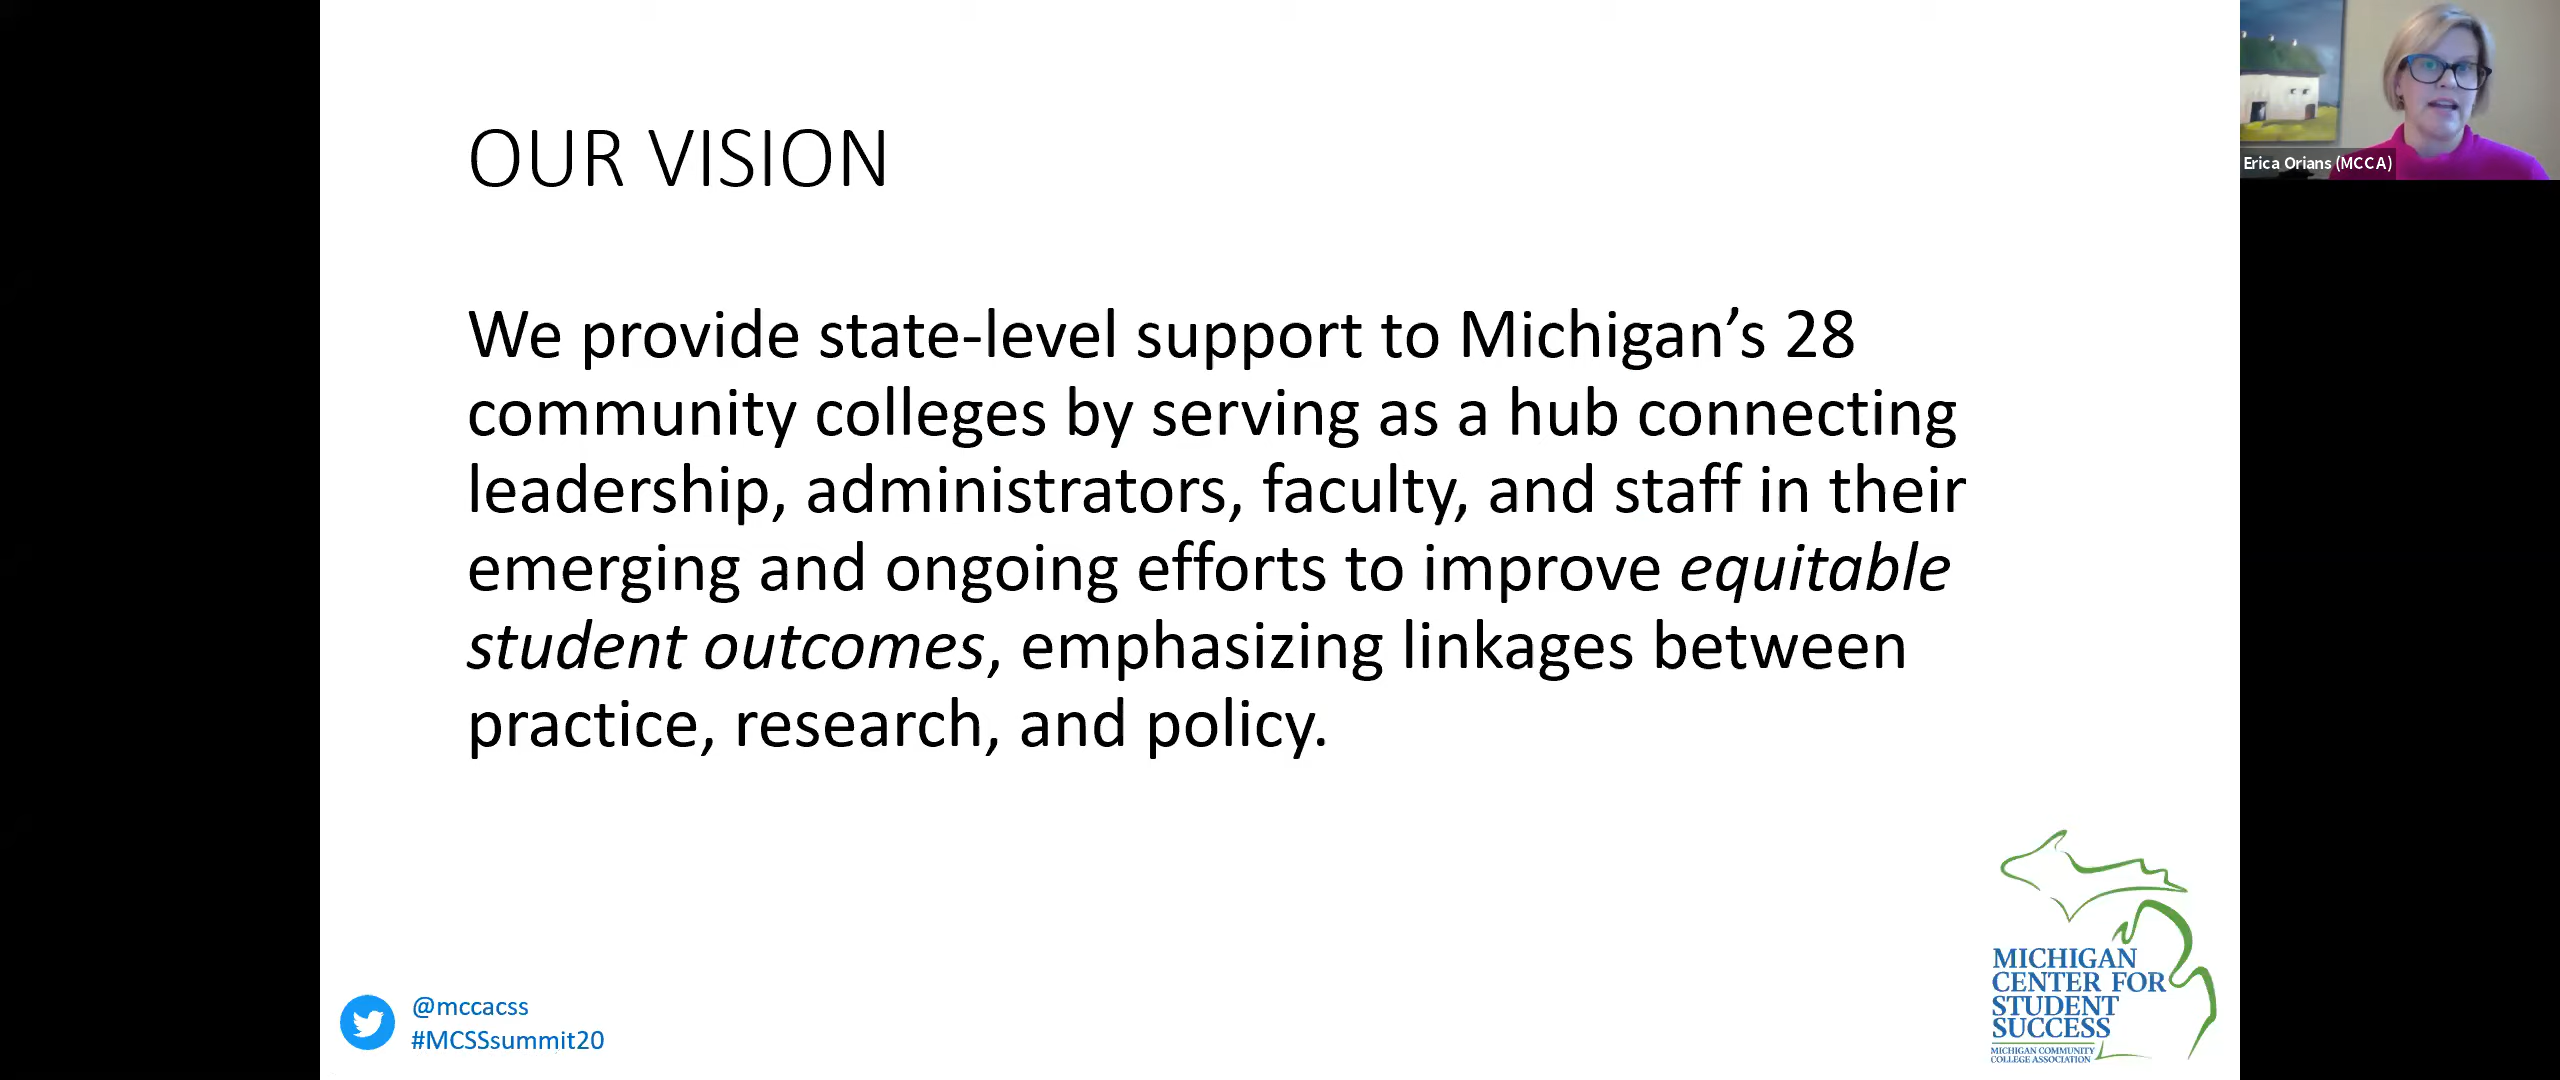 OUR VISION
We provide state-level support to Michigan’s 28
community colleges by serving as a hub connecting
leadership, administrators, faculty, and staff in their
emerging and ongoing efforts to improve equitable
student outcomes, emphasizing linkages between
practice, research, and policy.
@mccacss
#MCSSsummit20
MICHIGAN
CENTER FOR
STUDENT
SUCCESS
MICHIGAN COMMUNITY
COLLEGE ASSOCIATION
Erica Orians (MCCA)